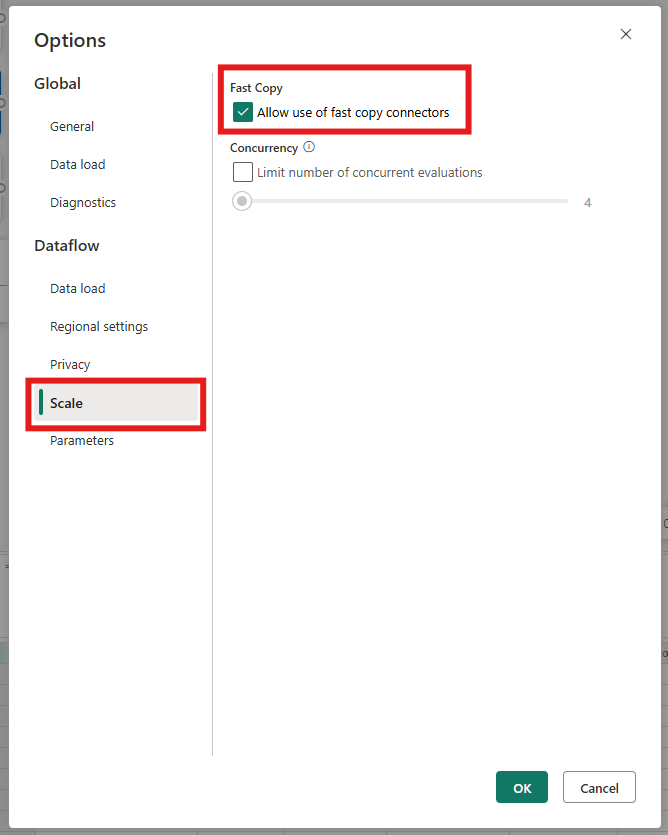 Options
Global
General
Data load
Diagnostics
Dataflow
Data load
Regional settings
Privacy
Scale
Parameters
Fast Copy
Allow use of fast copy connectors
Concurrency
Limit number of concurrent evaluations
4
OK
Cancel